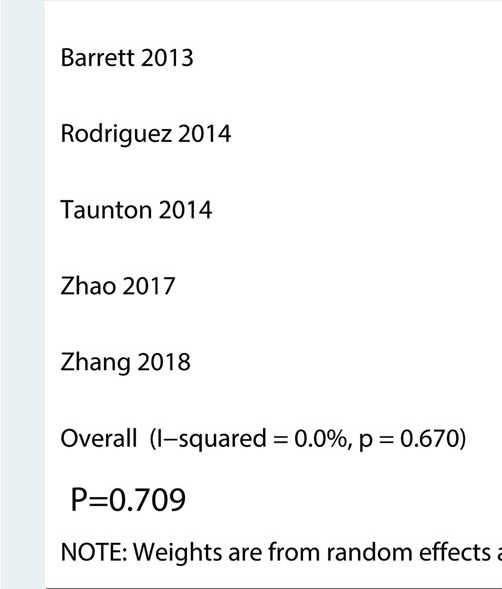 Barrett 2013
Rodriguez 2014
Taunton 2014
Zhao 2017
Zhang 2018
Overall (I−squared = 0.0%, p = 0.670)
P=0.709
NOTE: Weights are from random effects